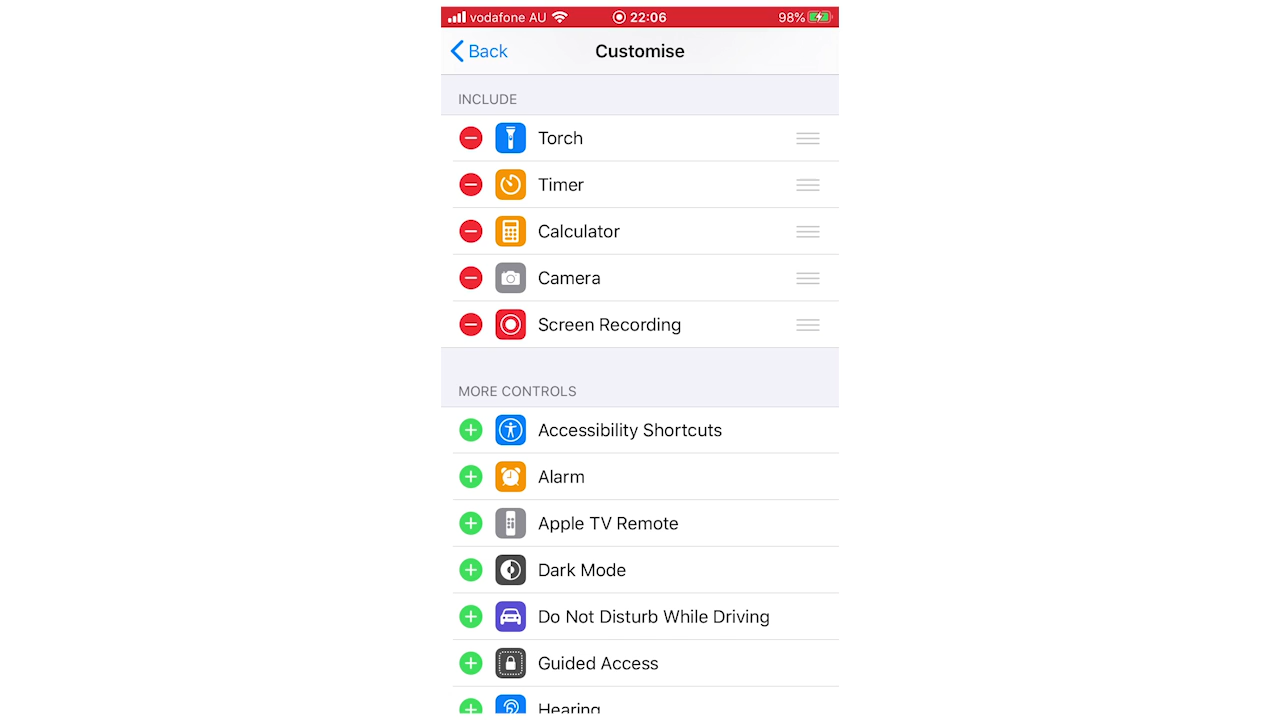 vodafone AU 22:06 98%
Back Customise
INCLUDE
Torch
Timer
Calculator
Camera
Screen Recording
MORE CONTROLS
Accessibility Shortcuts
Alarm
Apple TV Remote
Dark Mode
Do Not Disturb While Driving
Guided Access
Hearing